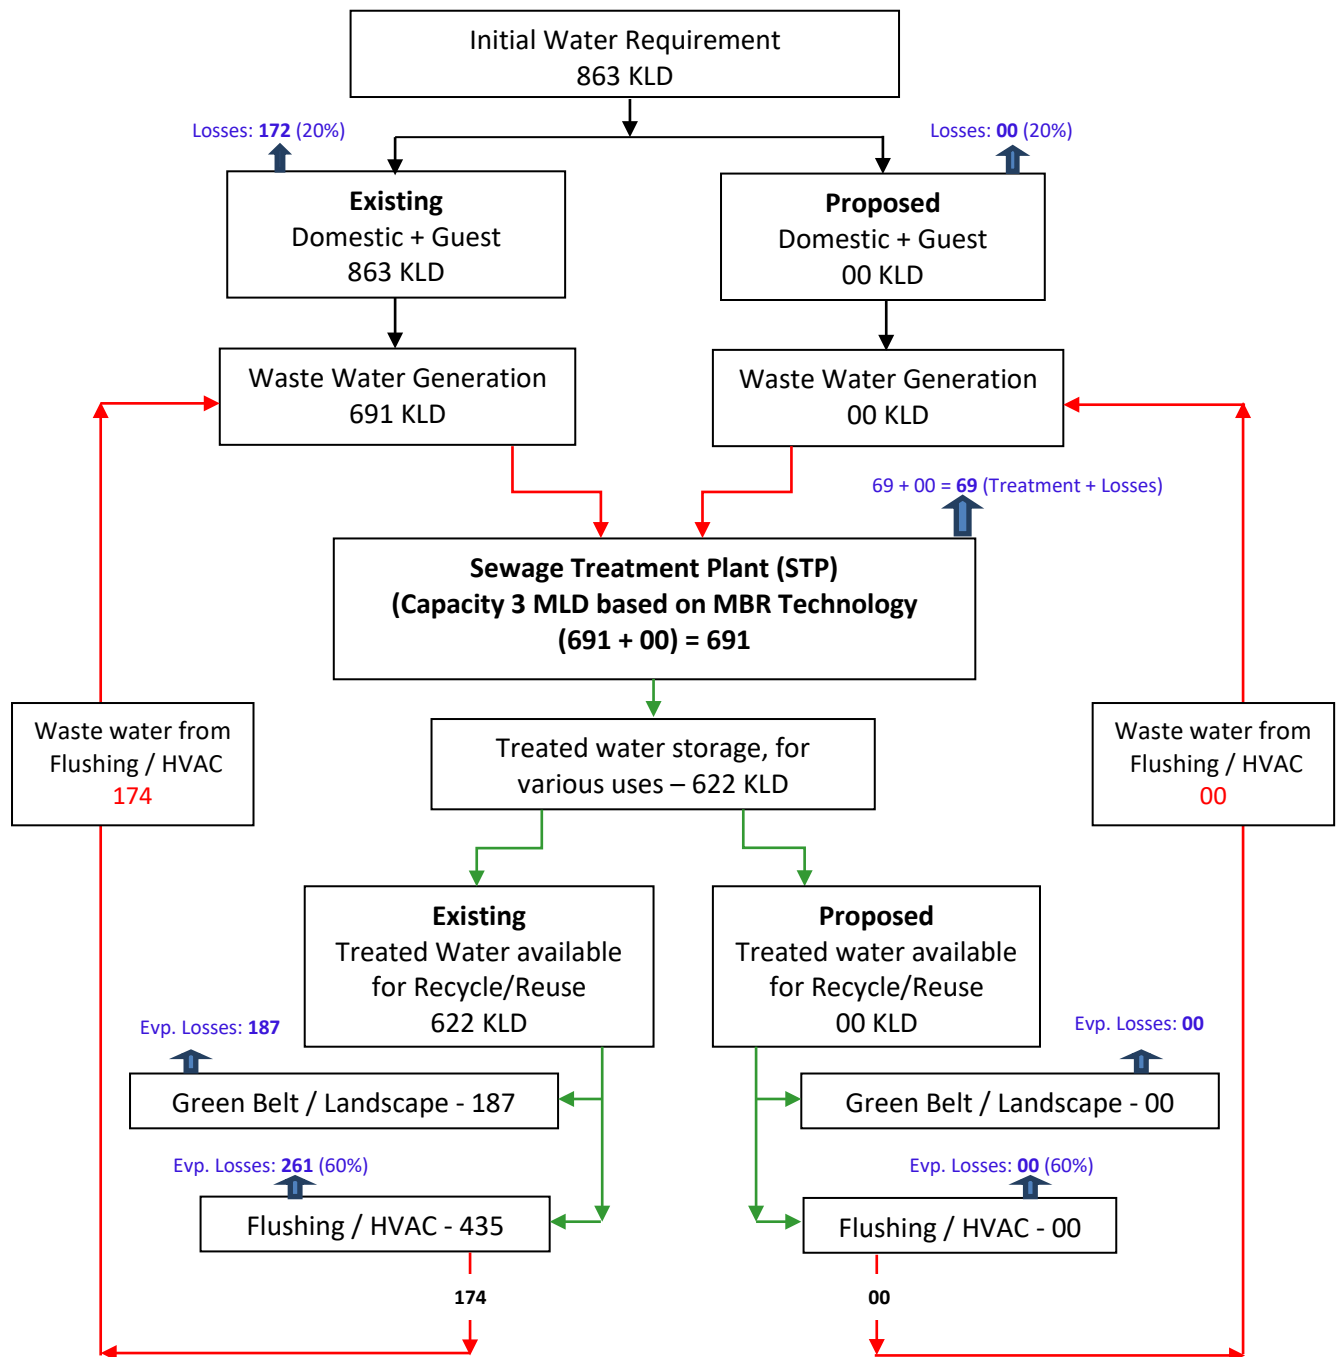 Initial Water Requirement
863 KLD
Losses: 172 (20%)
Losses: 00 (20%)
Existing
Domestic + Guest
863 KLD
Proposed
Domestic + Guest
00 KLD
Waste Water Generation
691 KLD
Waste Water Generation
00 KLD
69 + 00 = 69 (Treatment + Losses)
Sewage Treatment Plant (STP)
(Capacity 3 MLD based on MBR Technology
(691 + 00) = 691
Waste water from
Flushing / HVAC
174
Treated water storage, for
various uses – 622 KLD
Waste water from
Flushing / HVAC
00
Existing
Treated Water available
for Recycle/Reuse
622 KLD
Proposed
Treated water available
for Recycle/Reuse
00 KLD
Evp. Losses: 187
Evp. Losses: 00
Green Belt / Landscape - 187
Green Belt / Landscape - 00
Evp. Losses: 261 (60%)
Evp. Losses: 00 (60%)
Flushing / HVAC - 435
Flushing / HVAC - 00
174
00